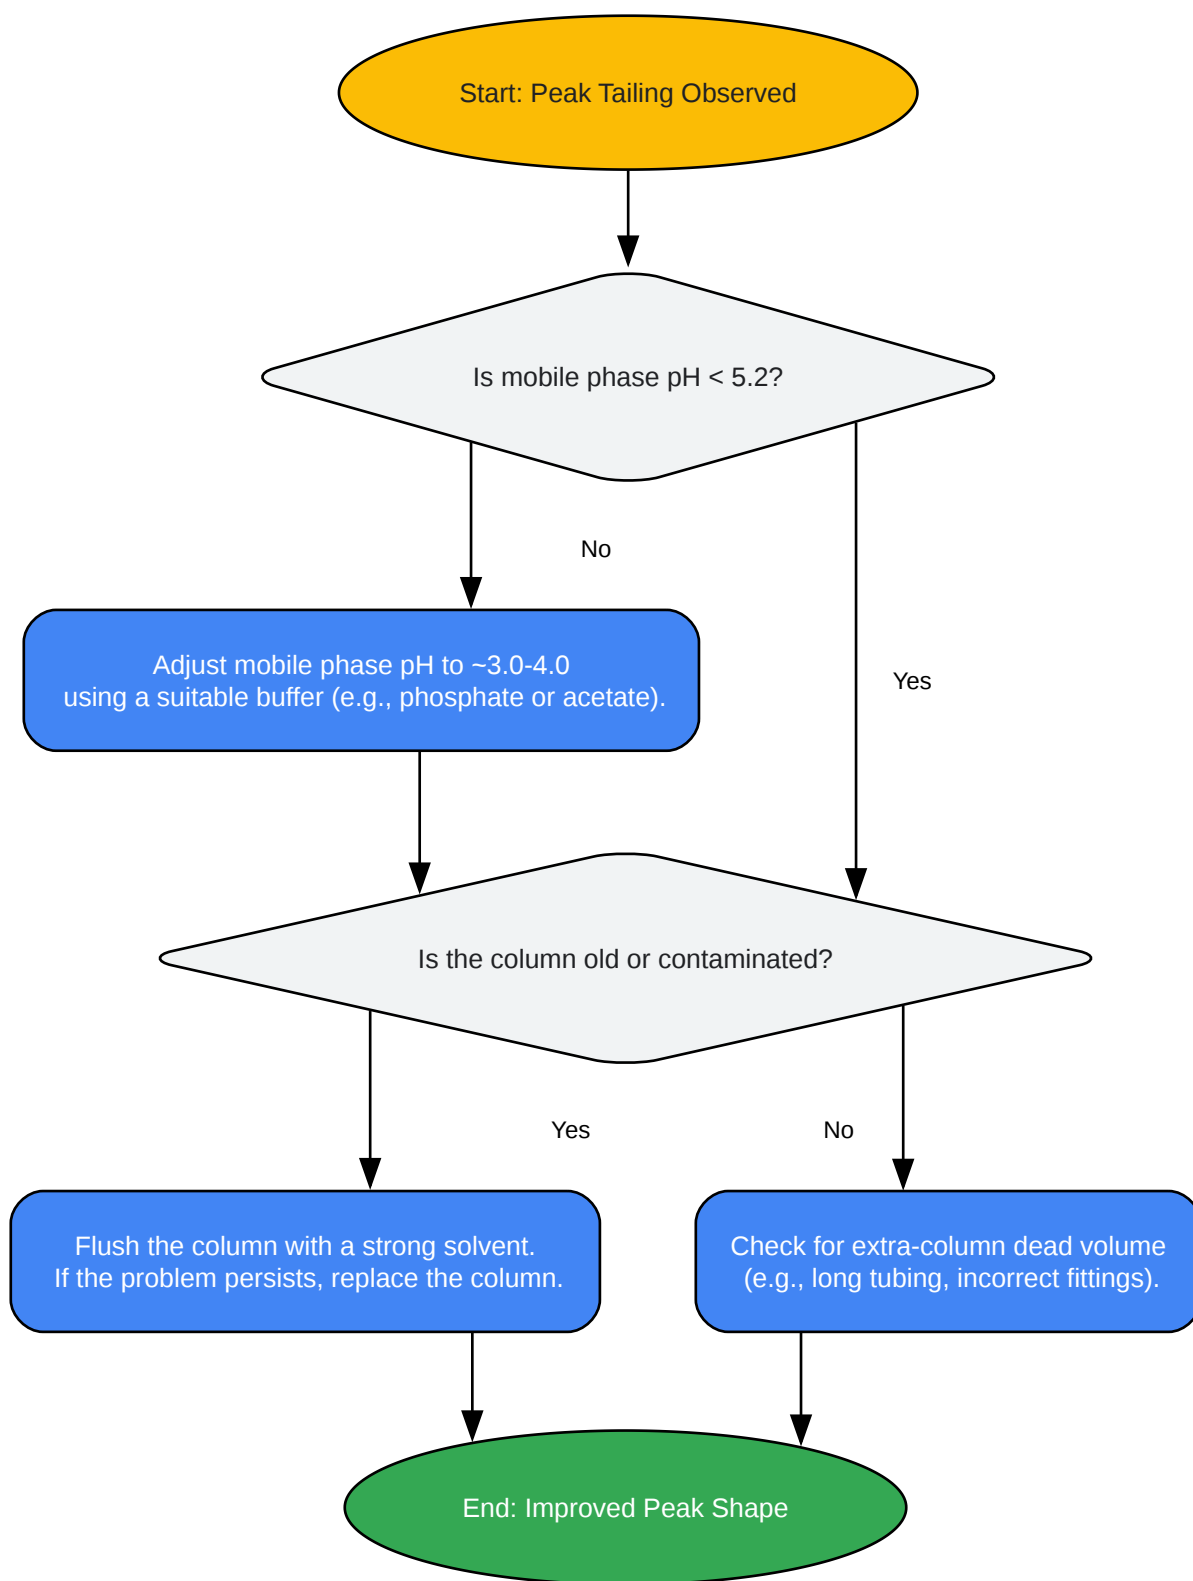 Start: Peak Tailing Observed
Is mobile phase pH < 5.2?
No
Adjust mobile phase pH to ~3.0-4.0
using a suitable buffer (e.g., phosphate or acetate).
Yes
Is the column old or contaminated?
Yes
No
Flush the column with a strong solvent.
If the problem persists, replace the column.
Check for extra-column dead volume
(e.g., long tubing, incorrect fittings).
End: Improved Peak Shape